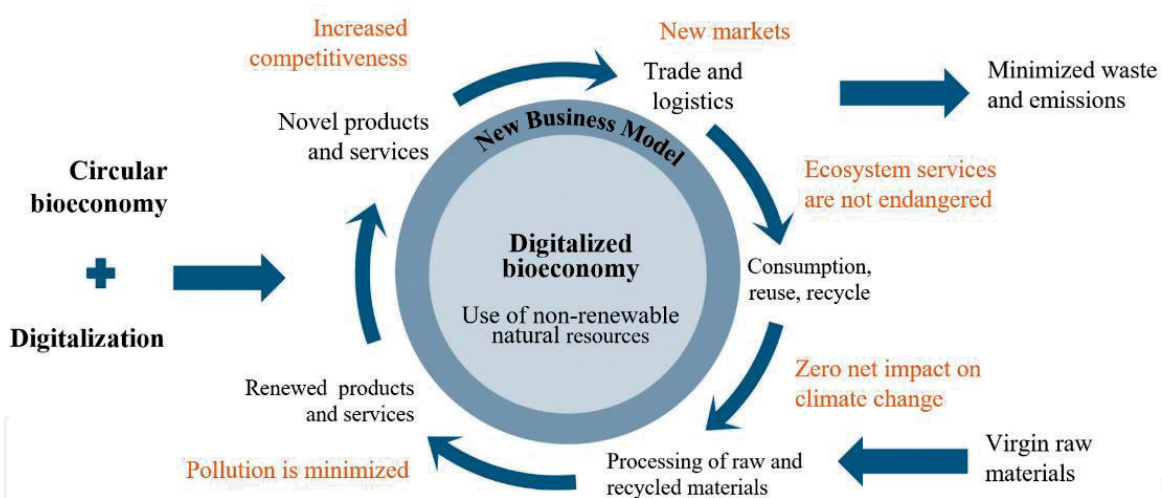 Increased
competitiveness
New markets
Trade and
logistics
Minimized waste
and emissions
Novel products
and services
New Business Model
Circular
bioeconomy
Digitalization
Ecosystem services
are not endangered
Digitalized
bioeconomy
Use of non-renewable
natural resources
Consumption,
reuse, recycle
Renewed products
and services
Zero net impact on
climate change
Pollution is minimized
Processing of raw and
recycled materials
Virgin raw
materials